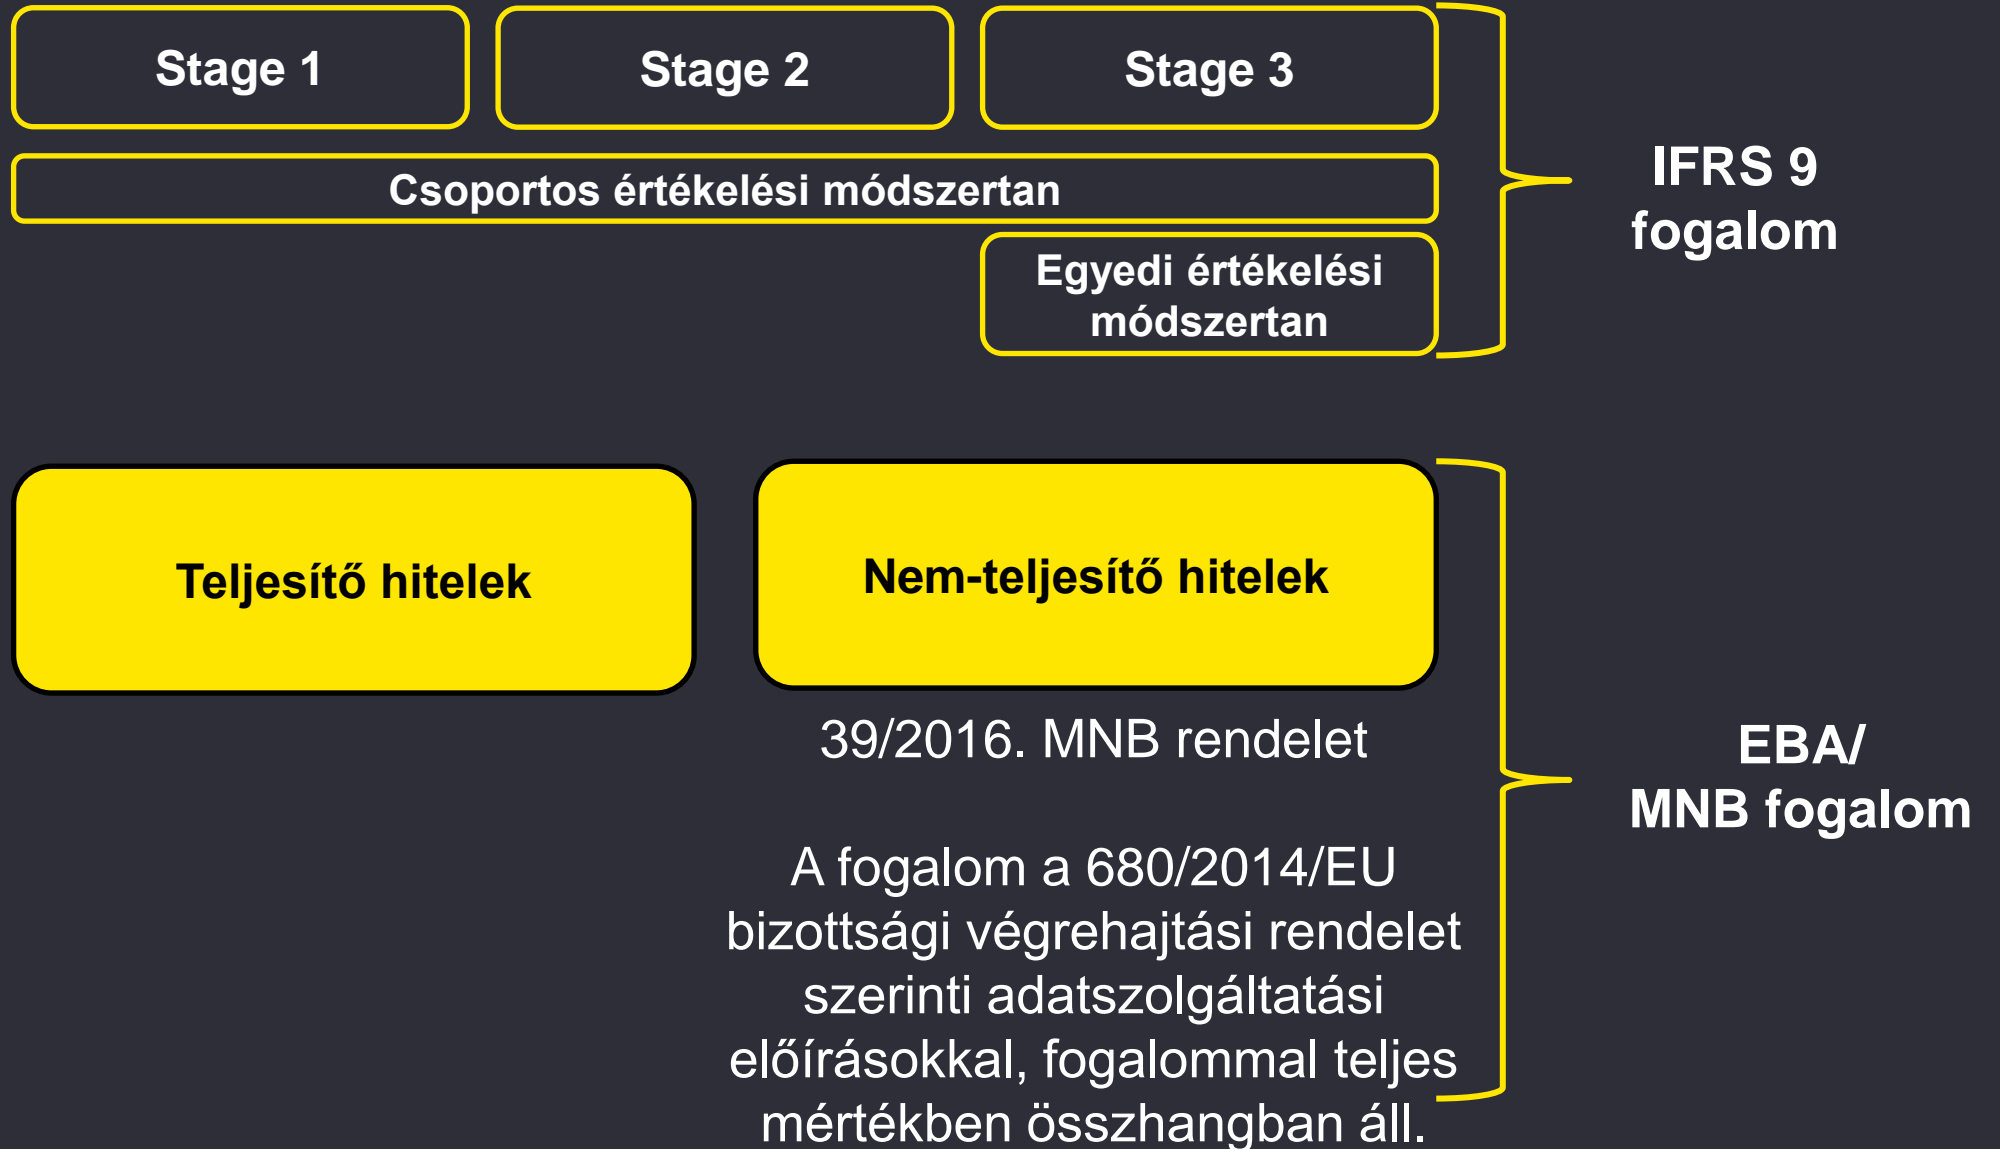 Stage 1
Stage 2
Stage 3
Csoportos értékelési módszertan
Egyedi értékelési
módszertan
IFRS 9
fogalom
Teljesítő hitelek
Nem-teljesítő hitelek
39/2016. MNB rendelet
A fogalom a 680/2014/EU
bizottsági végrehajtási rendelet
szerinti adatszolgáltatási
előírásokkal, fogalommal teljes
mértékben összhangban áll.
EBA/
MNB fogalom